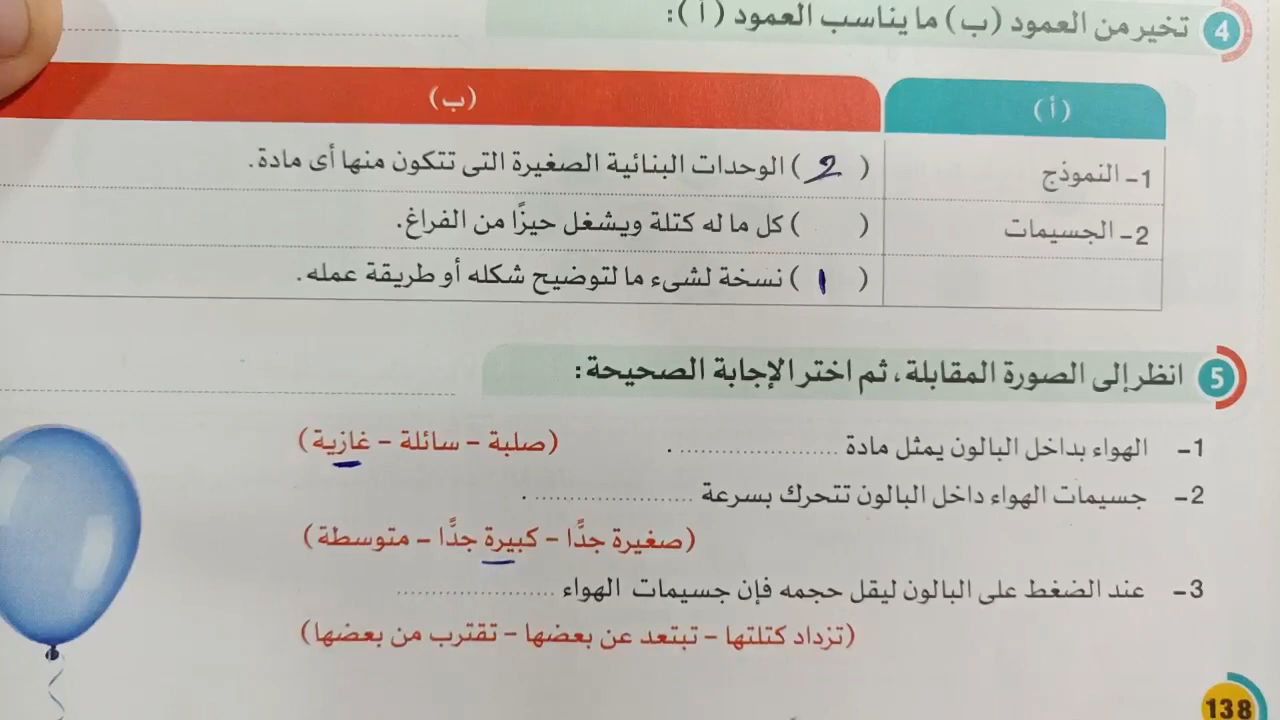 4 تخير من العمود (ب) ما يناسب العمود (أ):
(أ) (ب)
1- النموذج ( 2 ) الوحدات البنائية الصغيرة التى تتكون منها أى مادة.
2- الجسيمات ( ) كل ما له كتلة ويشغل حيزًا من الفراغ.
( 1 ) نسخة لشىء ما لتوضيح شكله أو طريقة عمله.
5 انظر إلى الصورة المقابلة، ثم اختر الإجابة الصحيحة:
1- الهواء بداخل البالون يمثل مادة ..................... . (صلبة - سائلة - غازية)
2- جسيمات الهواء داخل البالون تتحرك بسرعة ..................... .
(صغيرة جدًّا - كبيرة جدًّا - متوسطة)
3- عند الضغط على البالون ليقل حجمه فإن جسيمات الهواء .....................
(تزداد كتلتها - تبتعد عن بعضها - تقترب من بعضها)
138